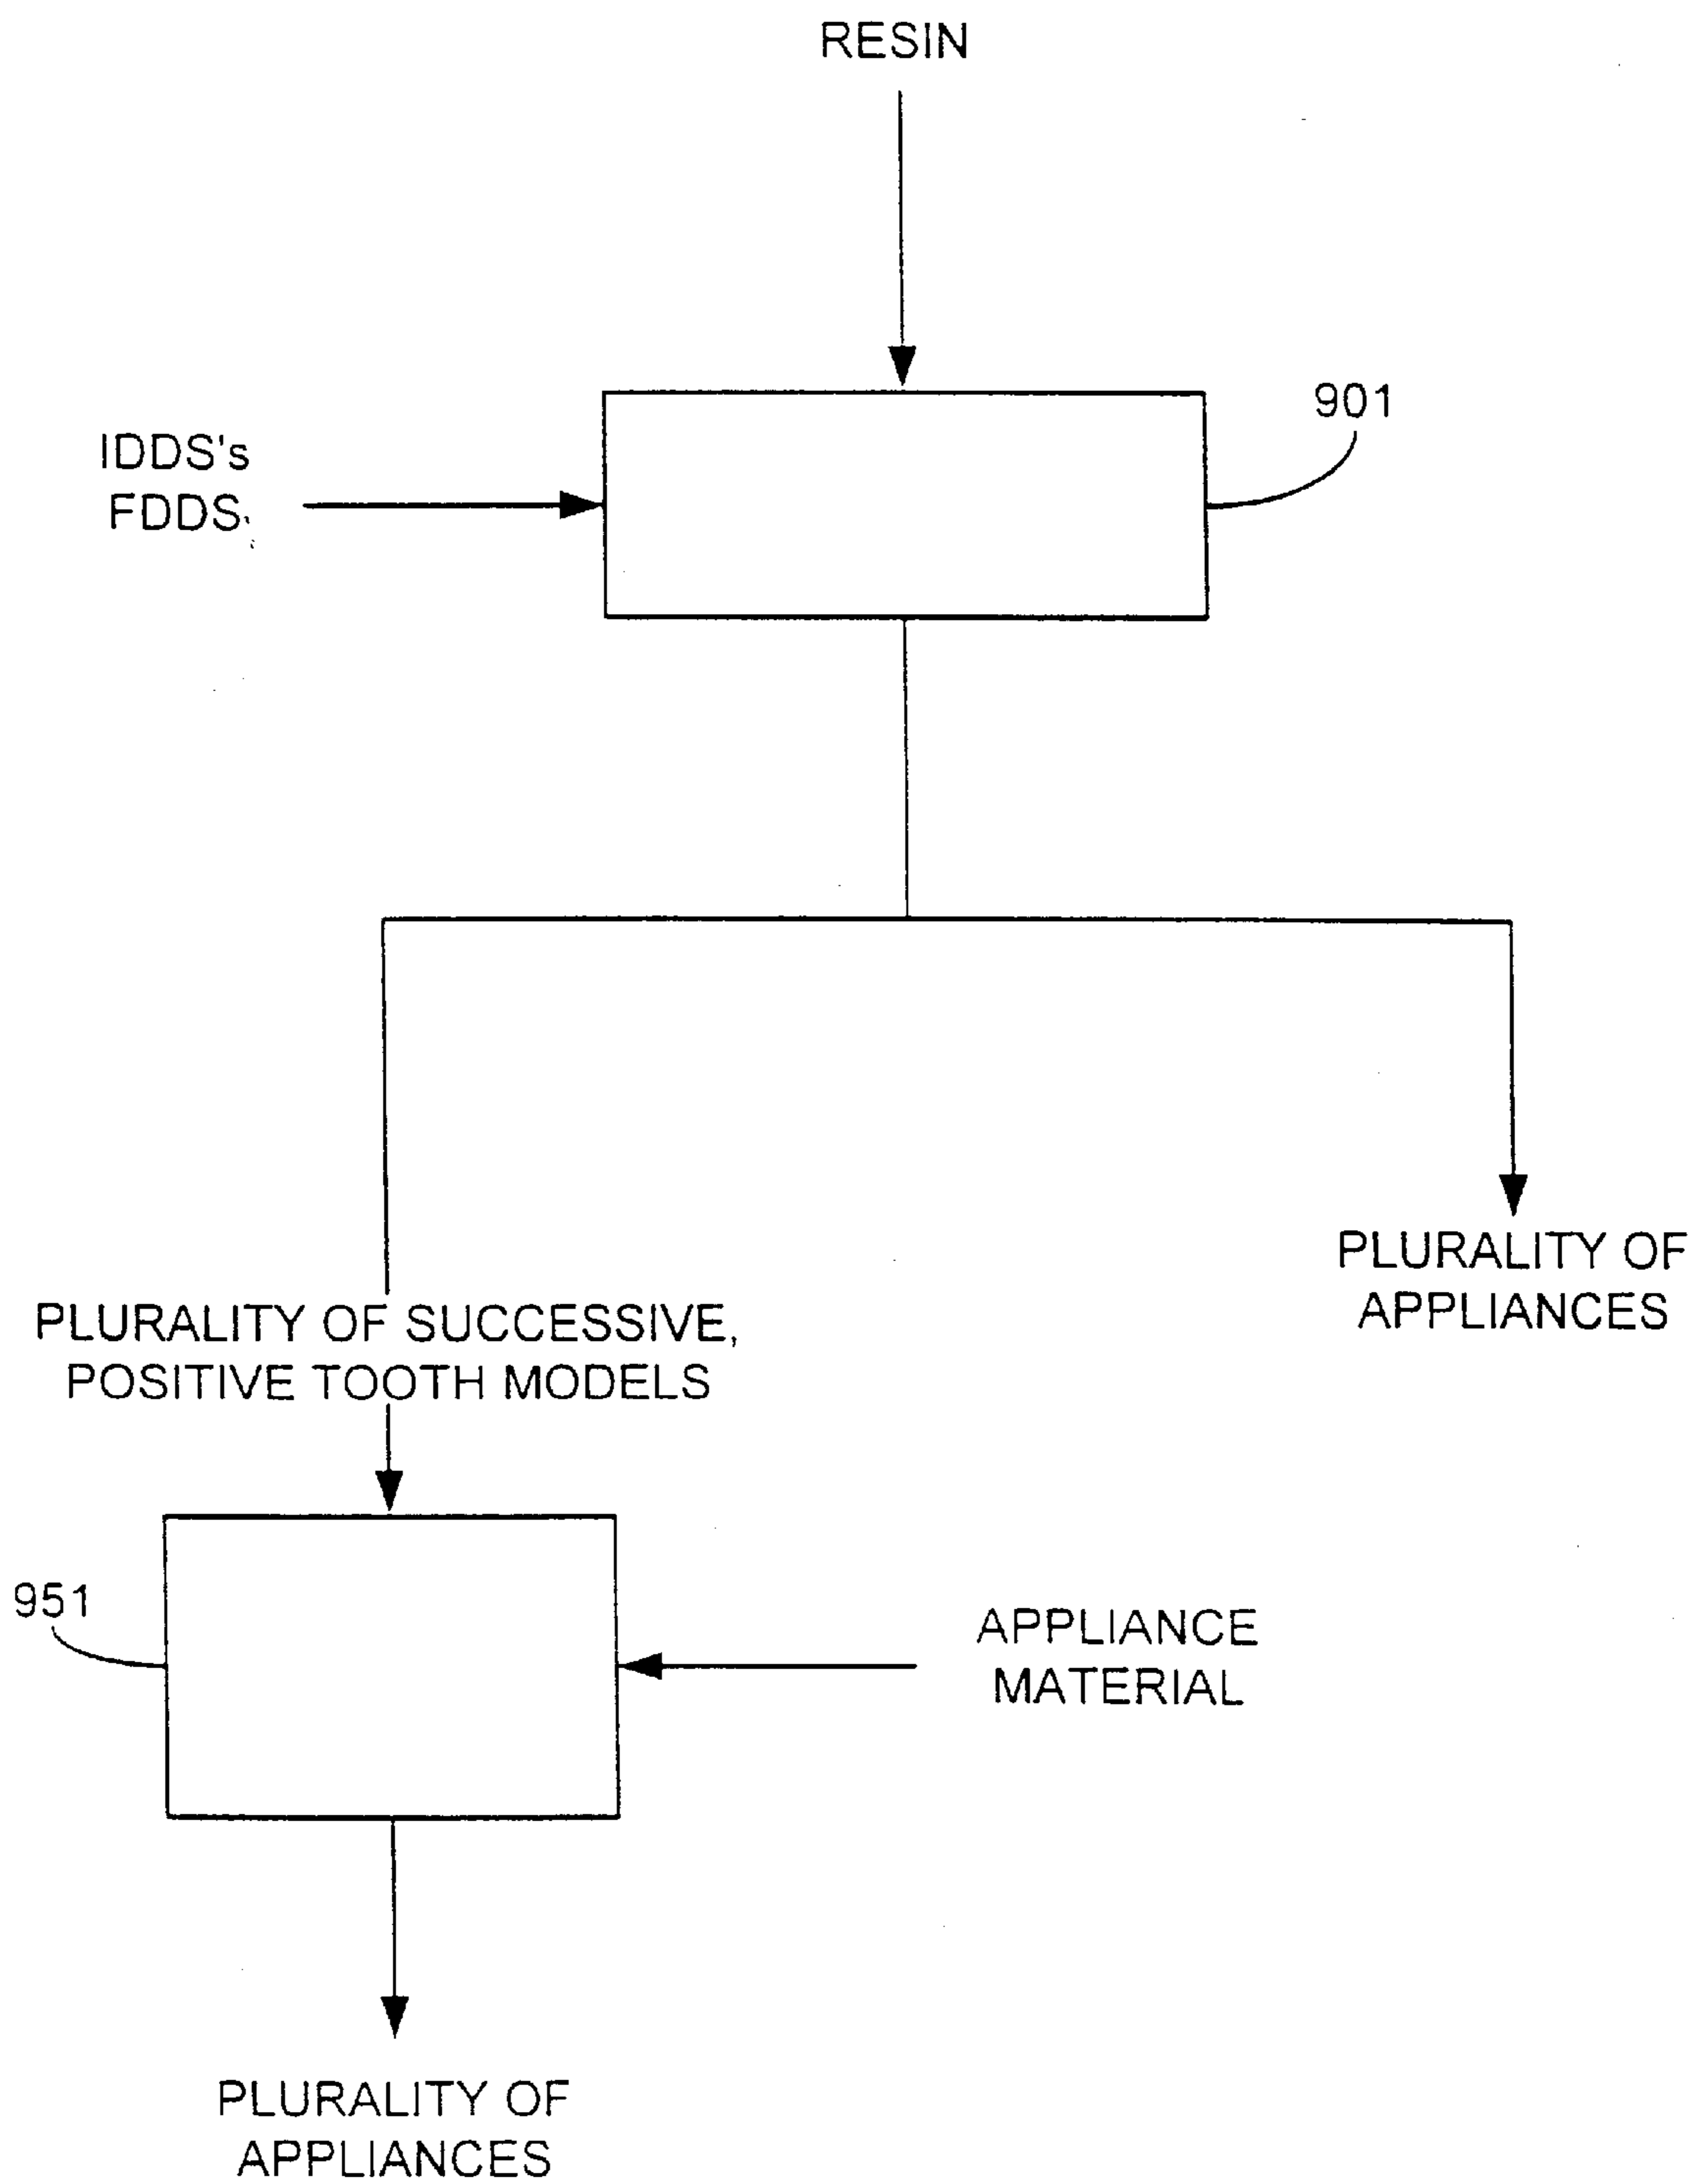 RESIN
901
IDDS's
FDDS
PLURALITY OF
APPLIANCES
PLURALITY OF SUCCESSIVE,
POSITIVE TOOTH MODELS
951
APPLIANCE
MATERIAL
PLURALITY OF
APPLIANCES